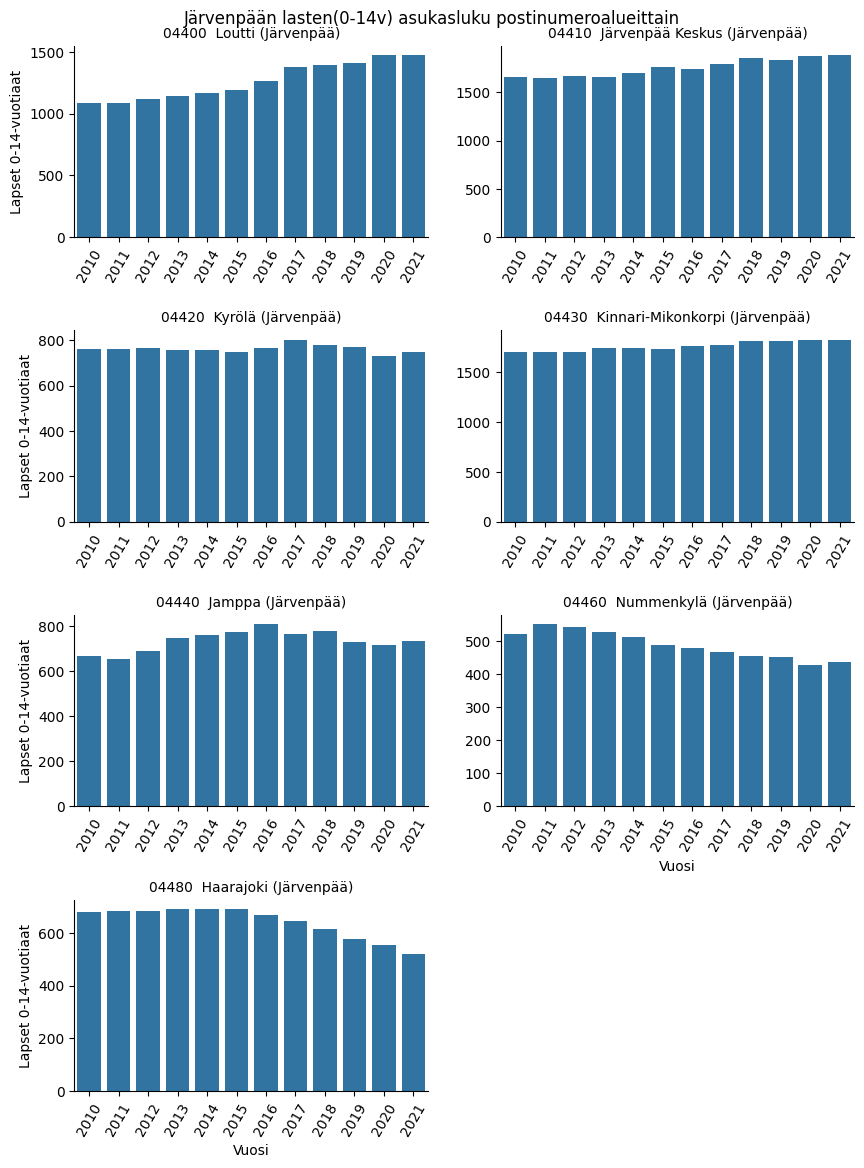 Järvenpään lasten(0-14v) asukasluku postinumeroalueittain
04400  Loutti (Järvenpää)
Lapset 0-14-vuotiaat
1500
1000
500
0
2010 2011 2012 2013 2014 2015 2016 2017 2018 2019 2020 2021
04410  Järvenpää Keskus (Järvenpää)
1500
1000
500
0
2010 2011 2012 2013 2014 2015 2016 2017 2018 2019 2020 2021
04420  Kyrölä (Järvenpää)
Lapset 0-14-vuotiaat
800
600
400
200
0
2010 2011 2012 2013 2014 2015 2016 2017 2018 2019 2020 2021
04430  Kinnari-Mikonkorpi (Järvenpää)
1500
1000
500
0
2010 2011 2012 2013 2014 2015 2016 2017 2018 2019 2020 2021
04440  Jamppa (Järvenpää)
Lapset 0-14-vuotiaat
800
600
400
200
0
2010 2011 2012 2013 2014 2015 2016 2017 2018 2019 2020 2021
04460  Nummenkylä (Järvenpää)
500
400
300
200
100
0
2010 2011 2012 2013 2014 2015 2016 2017 2018 2019 2020 2021
Vuosi
04480  Haarajoki (Järvenpää)
Lapset 0-14-vuotiaat
600
400
200
0
2010 2011 2012 2013 2014 2015 2016 2017 2018 2019 2020 2021
Vuosi